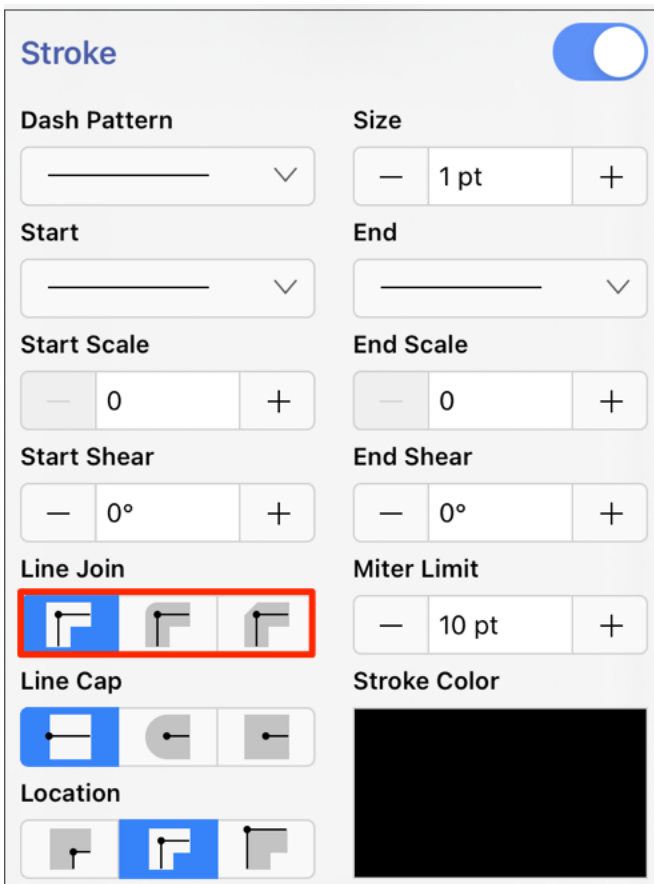 Stroke
Dash Pattern Size
1 pt
Start End
Start Scale End Scale
0 0
Start Shear End Shear
0° 0°
Line Join Miter Limit
10 pt
Line Cap Stroke Color
Location